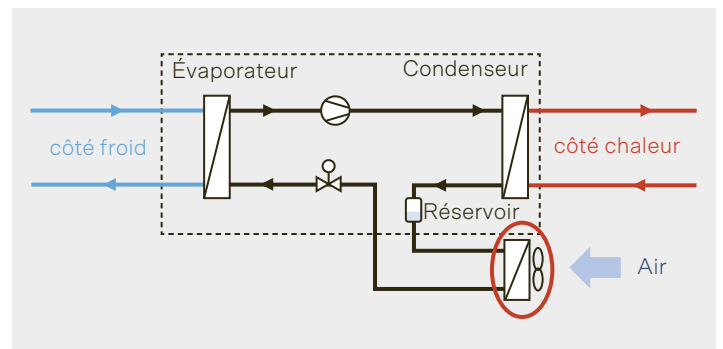 Évaporateur
Condenseur
côté froid
côté chaleur
Réservoir
Air